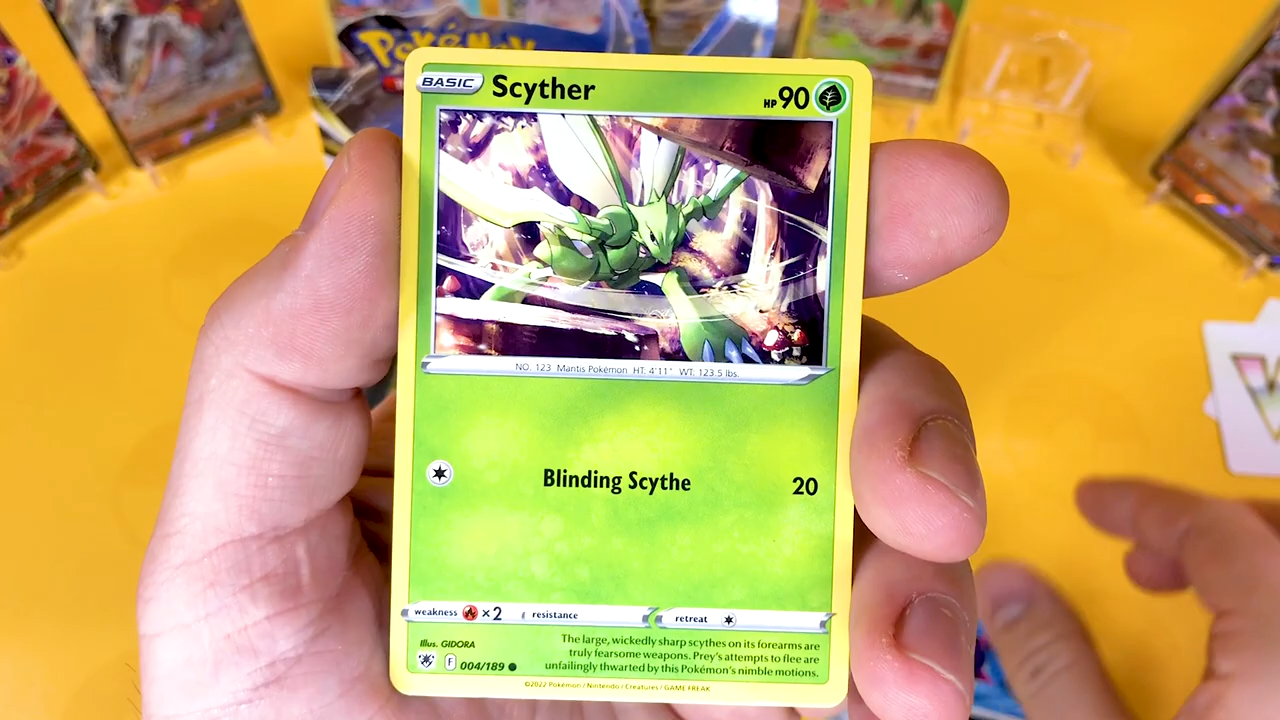 Pokémon
BASIC Scyther HP 90
NO. 123 Mantis Pokémon HT: 4'11" WT: 123.5 lbs.
Blinding Scythe 20
weakness ×2 resistance retreat
Illus. GIDORA
The large, wickedly sharp scythes on its forearms are
truly fearsome weapons. Prey's attempts to flee are
unfailingly thwarted by this Pokémon's nimble motions.
F 004/189
©2022 Pokémon / Nintendo / Creatures / GAME FREAK
V